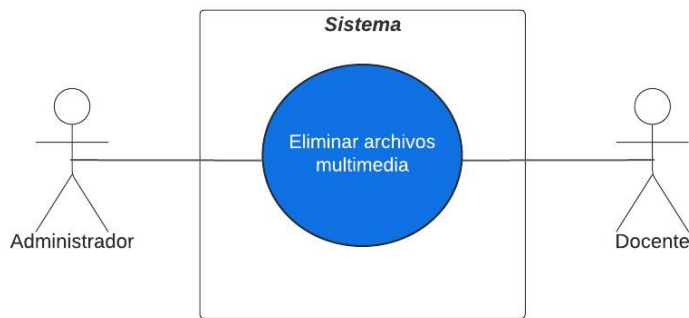 Sistema
Eliminar archivos
multimedia
Administrador
Docente